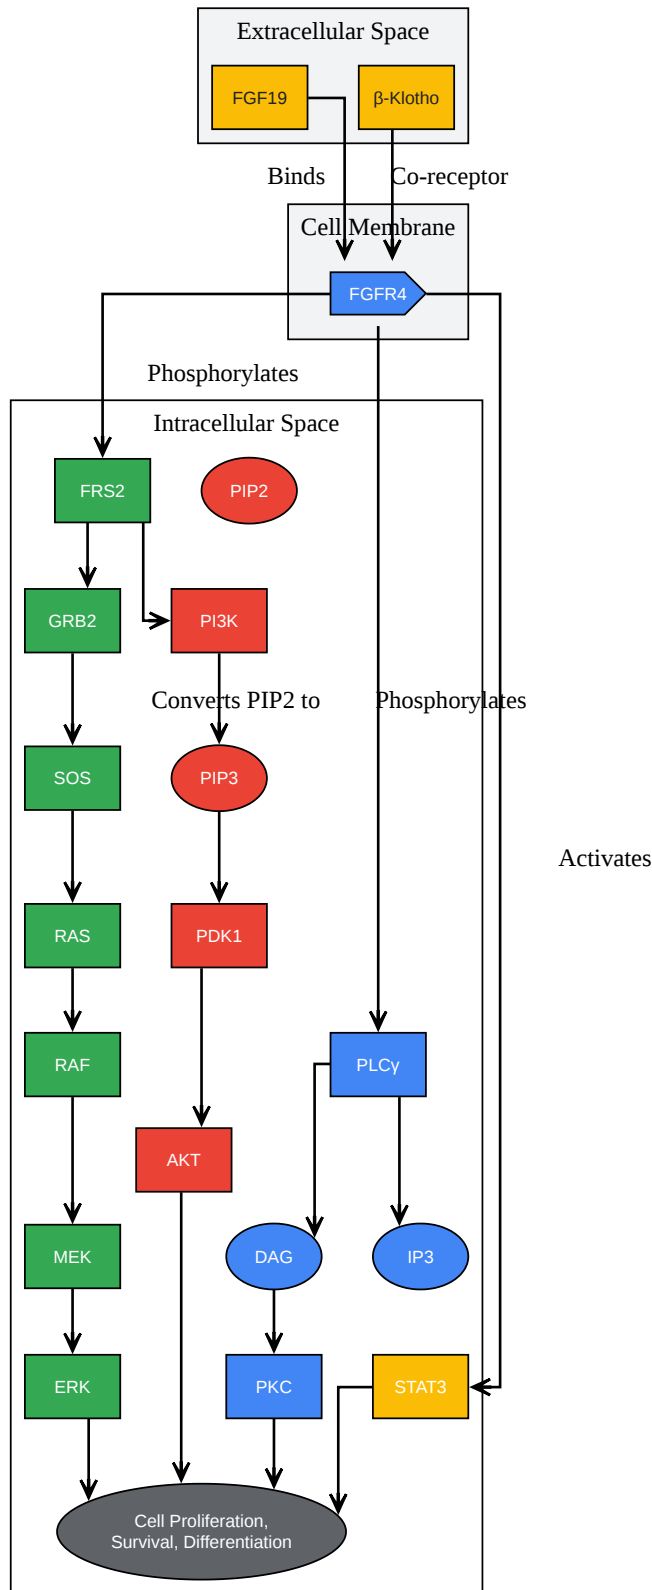 Extracellular Space
FGF19
β-Klotho
Binds
Co-receptor
Cell Membrane
FGFR4
Phosphorylates
Intracellular Space
FRS2
PIP2
GRB2
PI3K
Converts PIP2 to
Phosphorylates
SOS
PIP3
Activates
RAS
PDK1
RAF
PLCγ
AKT
MEK
DAG
IP3
ERK
PKC
STAT3
Cell Proliferation,
Survival, Differentiation